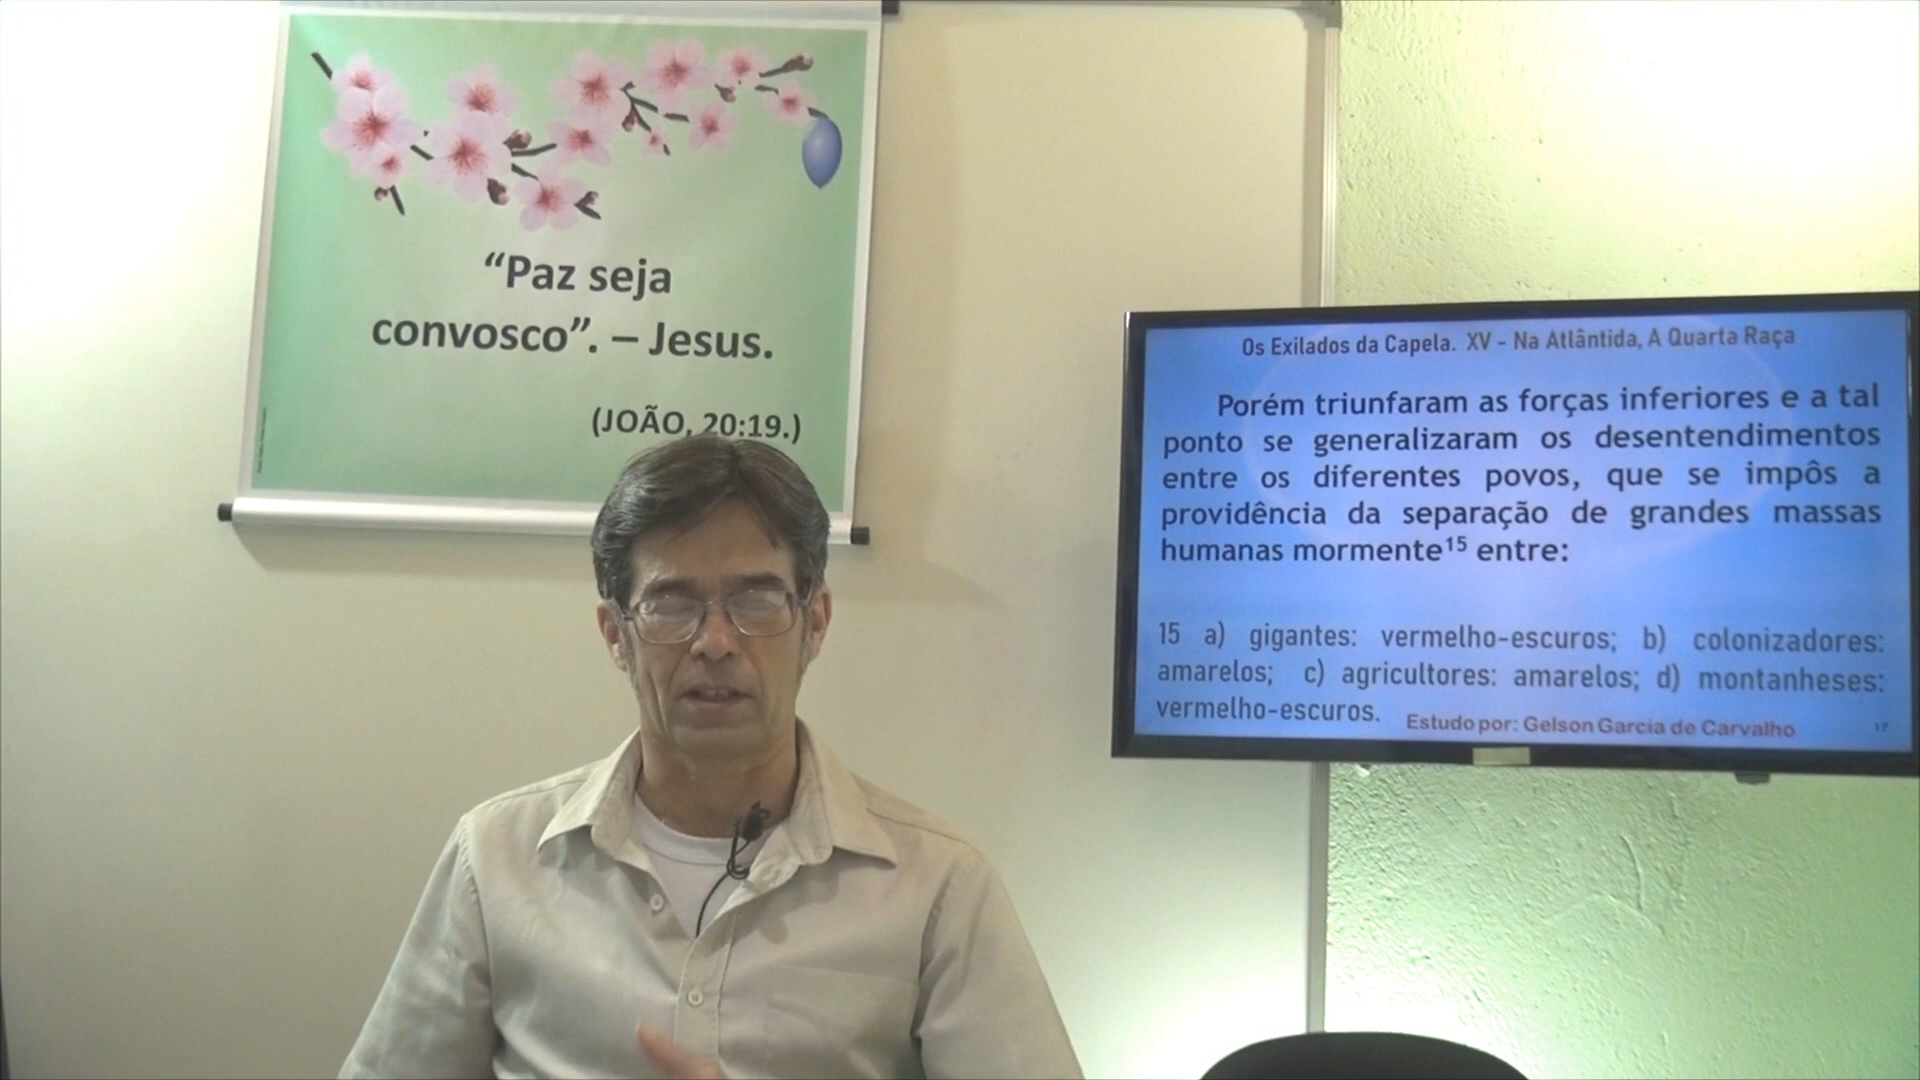 “Paz seja
convosco”. – Jesus.
(JOÃO, 20:19.)
Os Exilados da Capela. XV - Na Atlântida, A Quarta Raça
Porém triunfaram as forças inferiores e a tal
ponto se generalizaram os desentendimentos
entre os diferentes povos, que se impôs a
providência da separação de grandes massas
humanas mormente¹⁵ entre:
15 a) gigantes: vermelho-escuros; b) colonizadores:
amarelos; c) agricultores: amarelos; d) montanheses:
vermelho-escuros.
Estudo por: Gelson Garcia de Carvalho
17